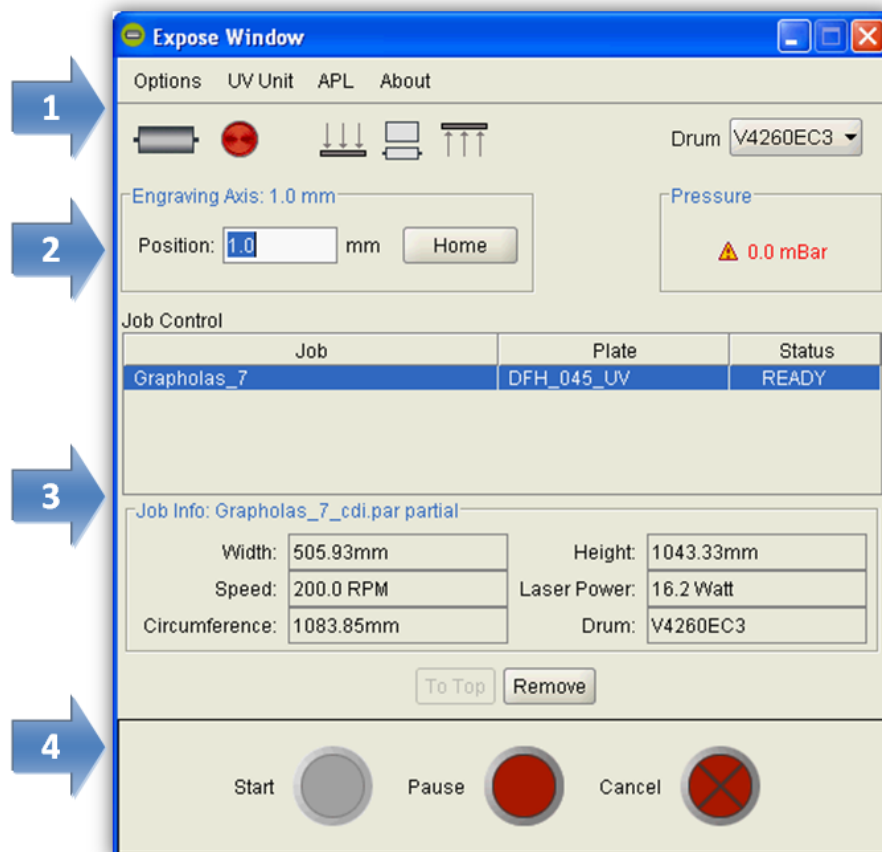 Expose Window
Options UV Unit APL About
1
Drum V4260EC3
Engraving Axis: 1.0 mm Pressure
2
Position: 1.0 mm Home 0.0 mBar
Job Control
Job Plate Status
Grapholas_7 DFH_045_UV READY
3
Job Info: Grapholas_7_cdi.par partial
Width: 505.93mm Height: 1043.33mm
Speed: 200.0 RPM Laser Power: 16.2 Watt
Circumference: 1083.85mm Drum: V4260EC3
To Top Remove
4
Start Pause Cancel